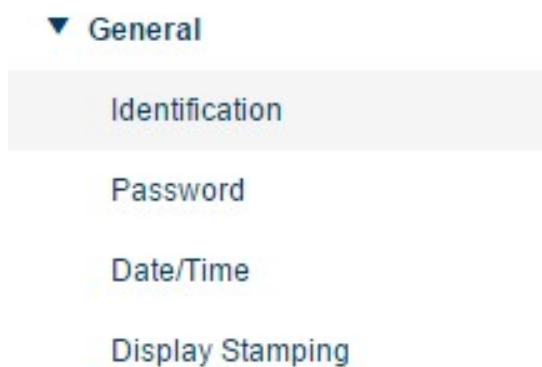 General
Identification
Password
Date/Time
Display Stamping